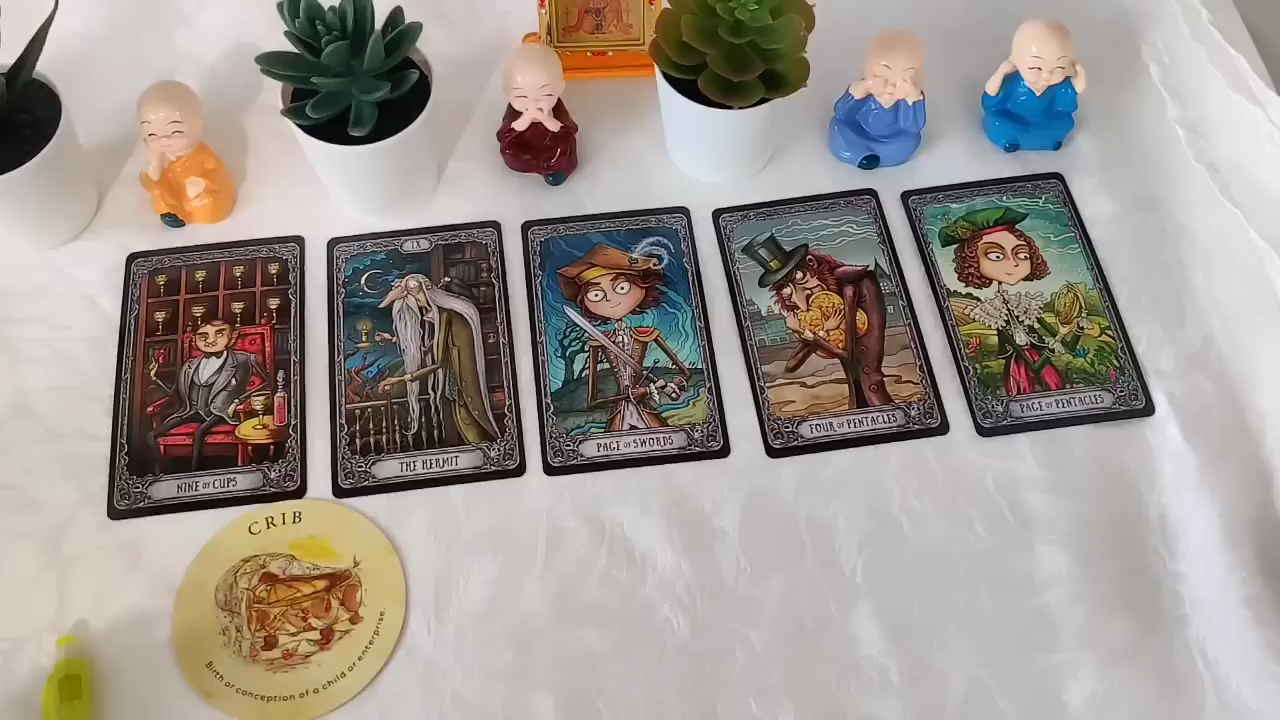 NINE OF CUPS
IX
THE HERMIT
PAGE OF SWORDS
FOUR OF PENTACLES
PAGE OF PENTACLES
CRIB
Birth or conception of a child or enterprise.